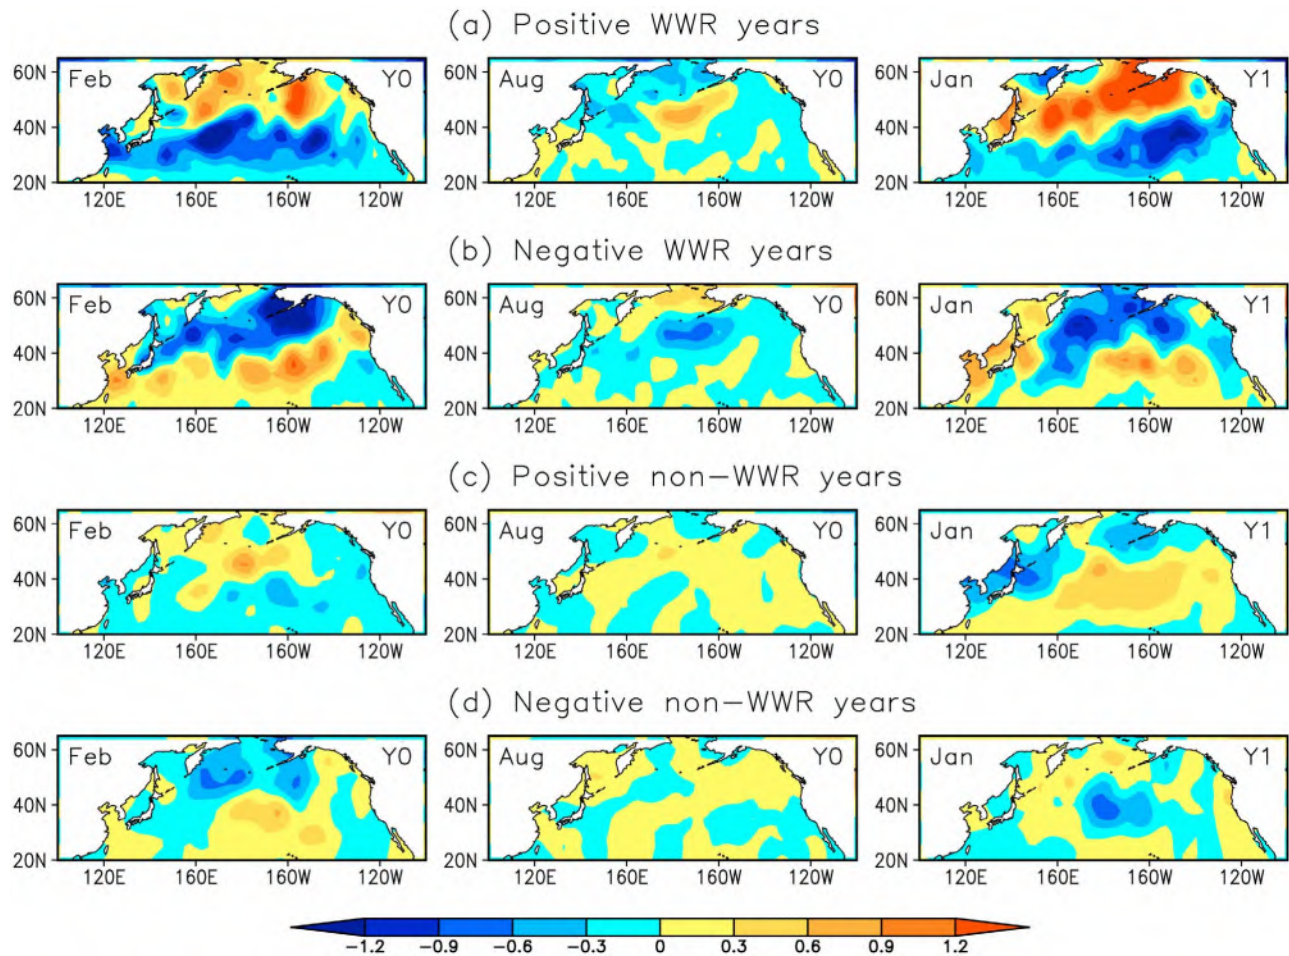 (a) Positive WWR years
60N Feb Y0 60N Aug Y0 60N Jan Y1
40N 40N 40N
20N 20N 20N
120E 160E 160W 120W 120E 160E 160W 120W 120E 160E 160W 120W
(b) Negative WWR years
60N Feb Y0 60N Aug Y0 60N Jan Y1
40N 40N 40N
20N 20N 20N
120E 160E 160W 120W 120E 160E 160W 120W 120E 160E 160W 120W
(c) Positive non-WWR years
60N Feb Y0 60N Aug Y0 60N Jan Y1
40N 40N 40N
20N 20N 20N
120E 160E 160W 120W 120E 160E 160W 120W 120E 160E 160W 120W
(d) Negative non-WWR years
60N Feb Y0 60N Aug Y0 60N Jan Y1
40N 40N 40N
20N 20N 20N
120E 160E 160W 120W 120E 160E 160W 120W 120E 160E 160W 120W
-1.2 -0.9 -0.6 -0.3 0 0.3 0.6 0.9 1.2